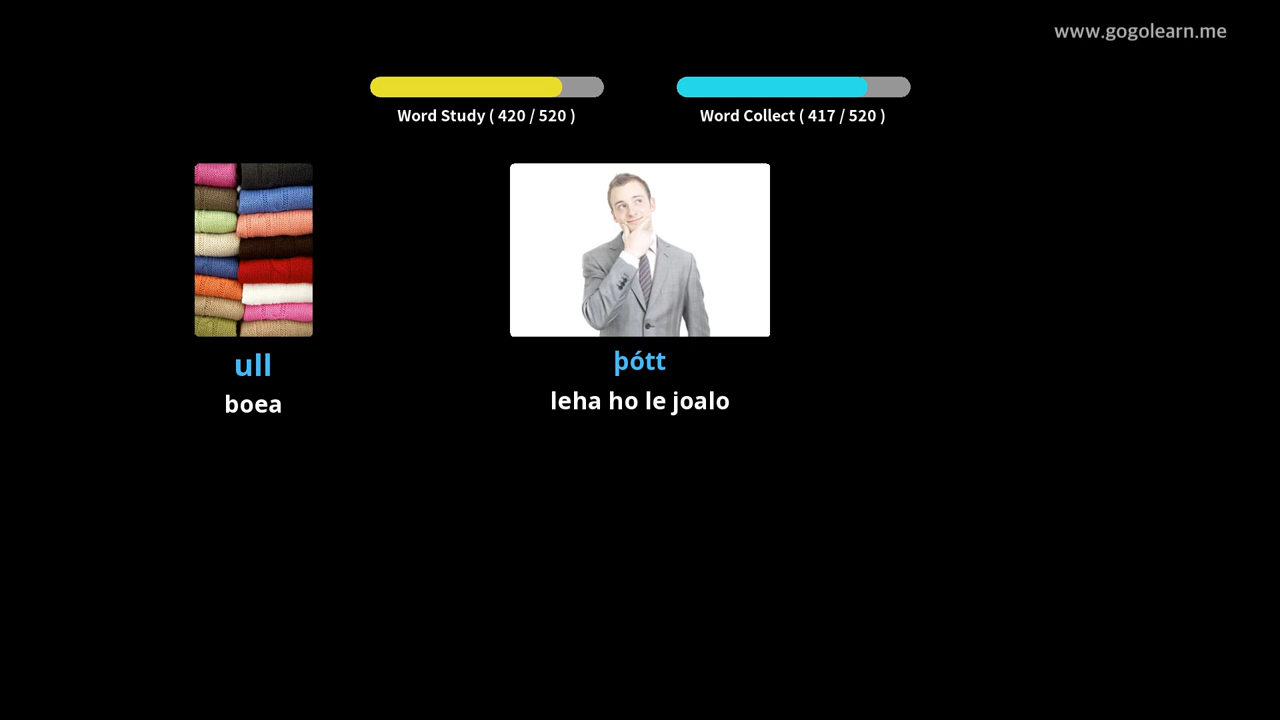 www.gogolearn.me
Word Study ( 420 / 520 )
Word Collect ( 417 / 520 )
ull
boea
þótt
leha ho le joalo